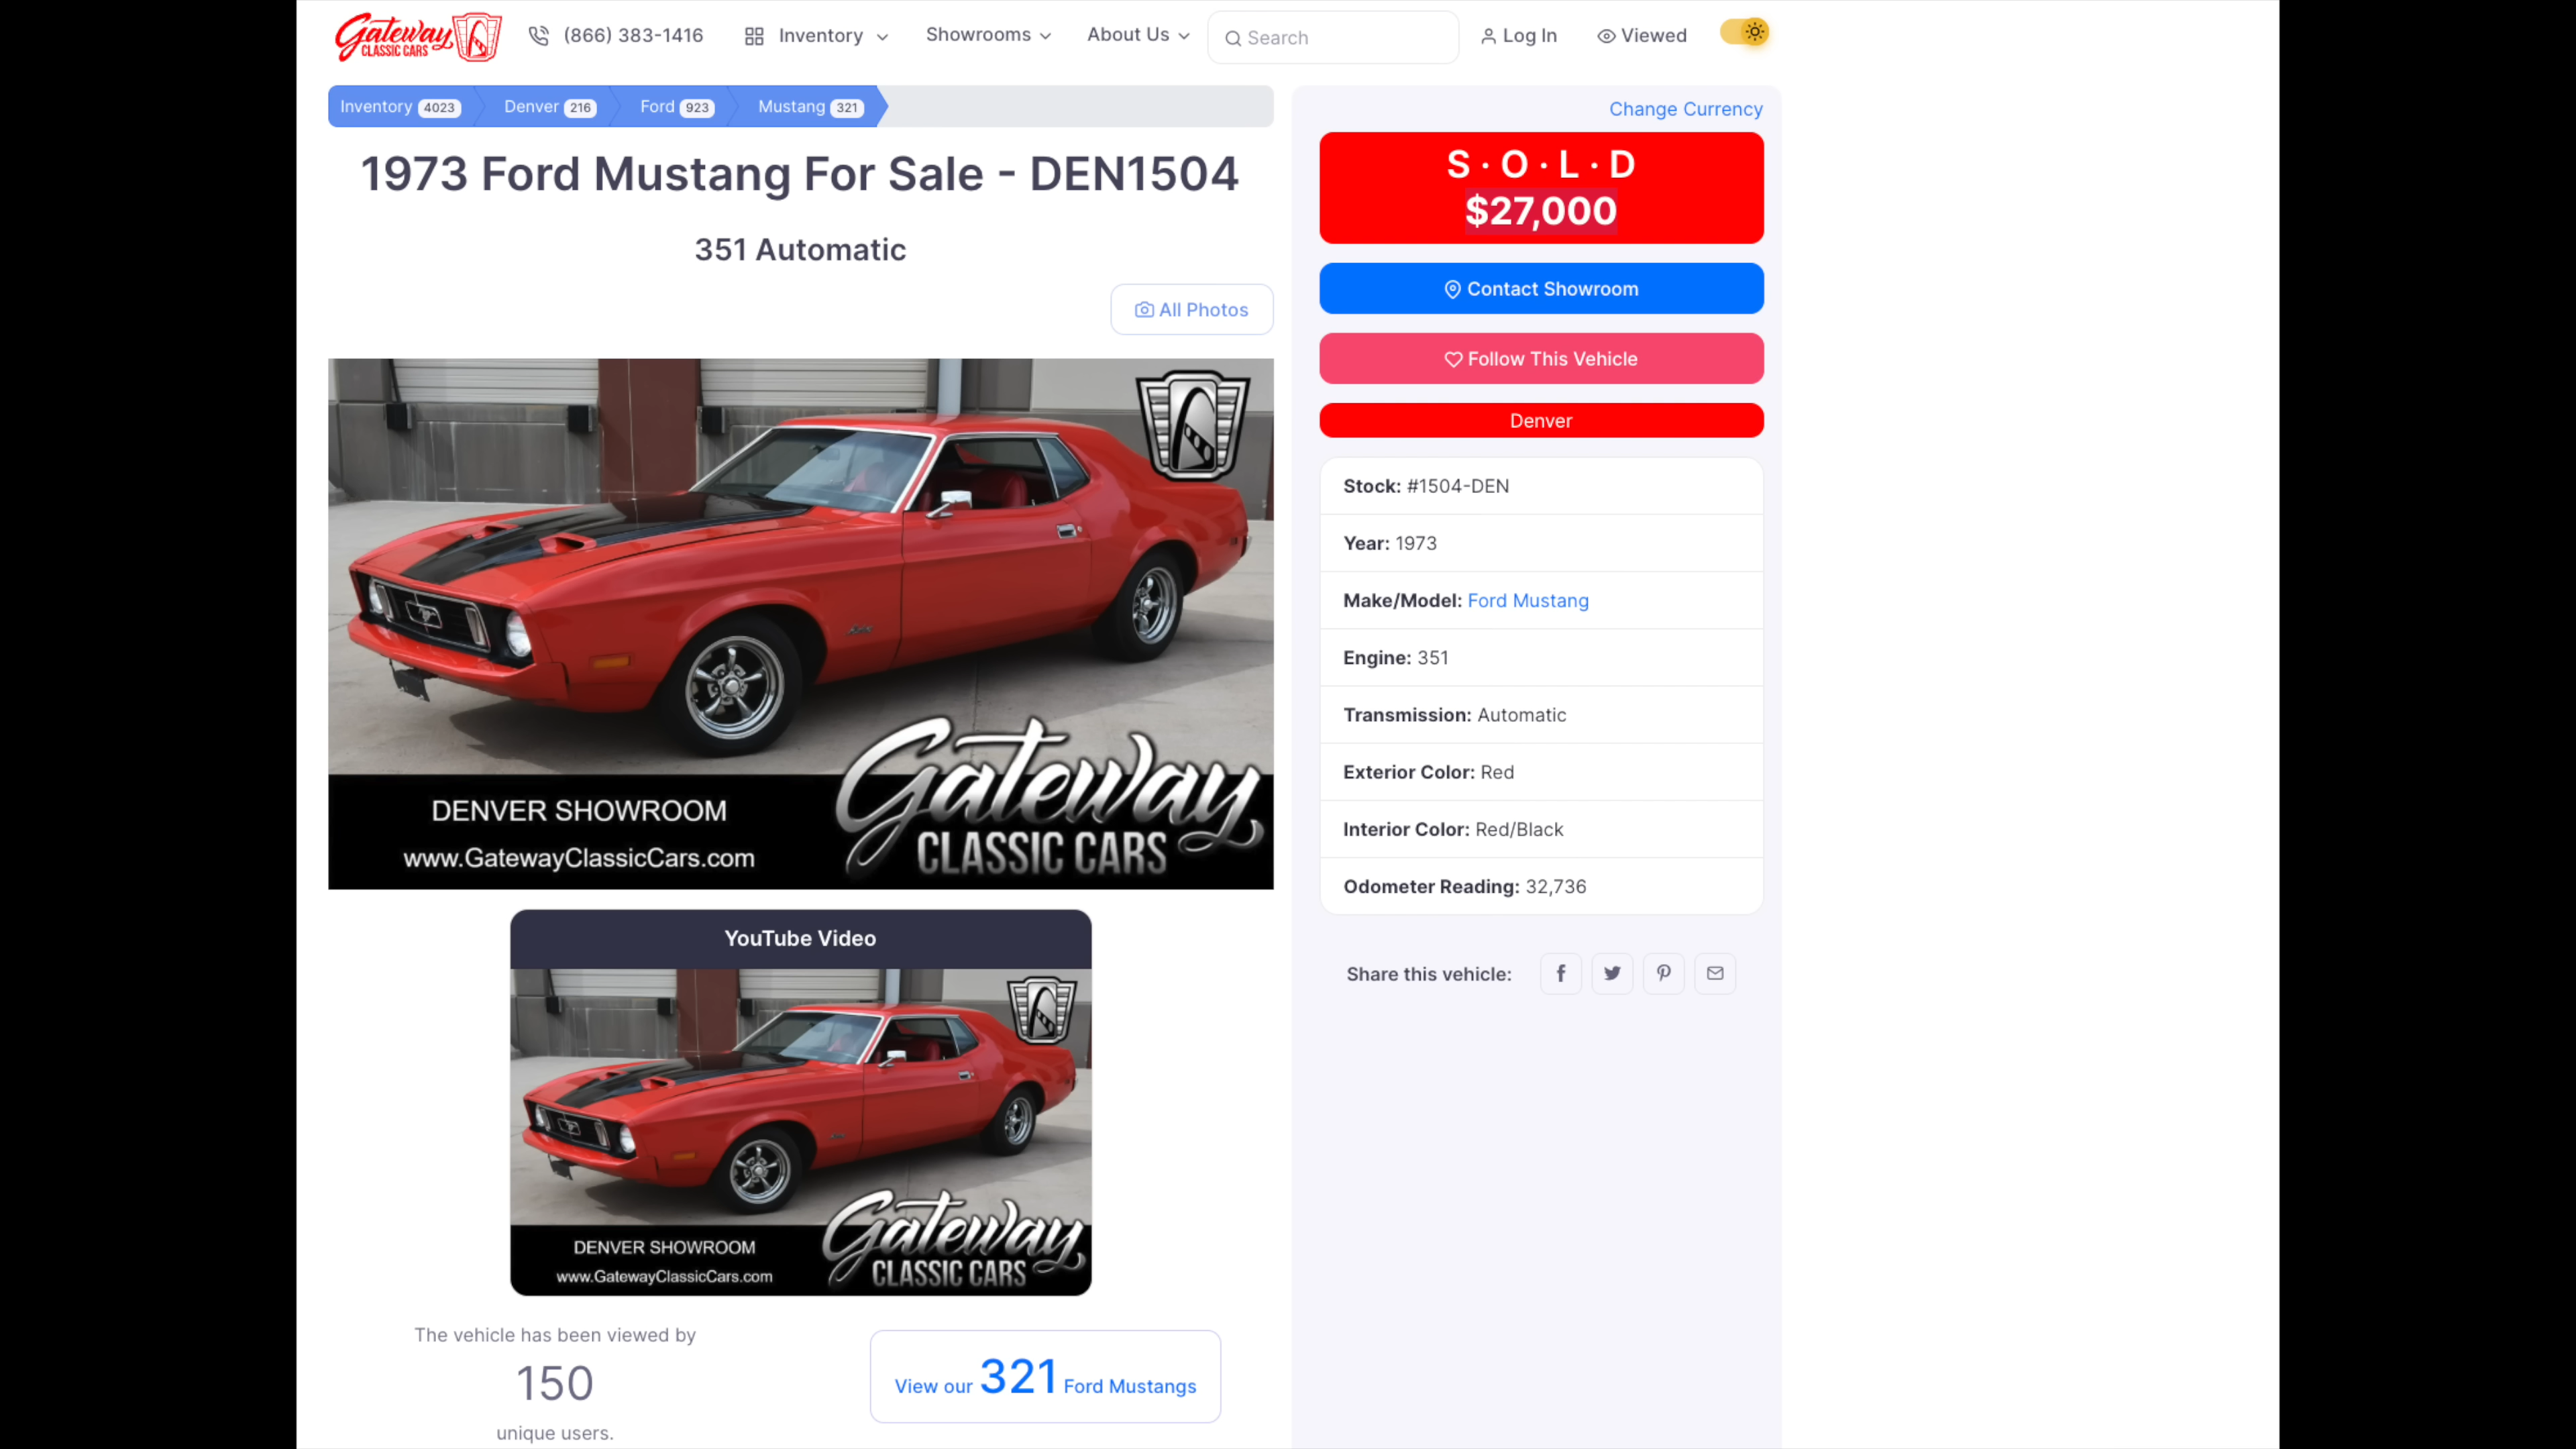 Gateway
CLASSIC CARS
(866) 383-1416
Inventory
Showrooms
About Us
Search
Log In
Viewed
Inventory 4023
Denver 216
Ford 923
Mustang 321
1973 Ford Mustang For Sale - DEN1504
351 Automatic
All Photos
DENVER SHOWROOM
www.GatewayClassicCars.com
Gateway
CLASSIC CARS
YouTube Video
DENVER SHOWROOM
www.GatewayClassicCars.com
Gateway
CLASSIC CARS
The vehicle has been viewed by
150
unique users.
View our 321 Ford Mustangs
Change Currency
S · O · L · D
$27,000
Contact Showroom
Follow This Vehicle
Denver
Stock: #1504-DEN
Year: 1973
Make/Model: Ford Mustang
Engine: 351
Transmission: Automatic
Exterior Color: Red
Interior Color: Red/Black
Odometer Reading: 32,736
Share this vehicle: